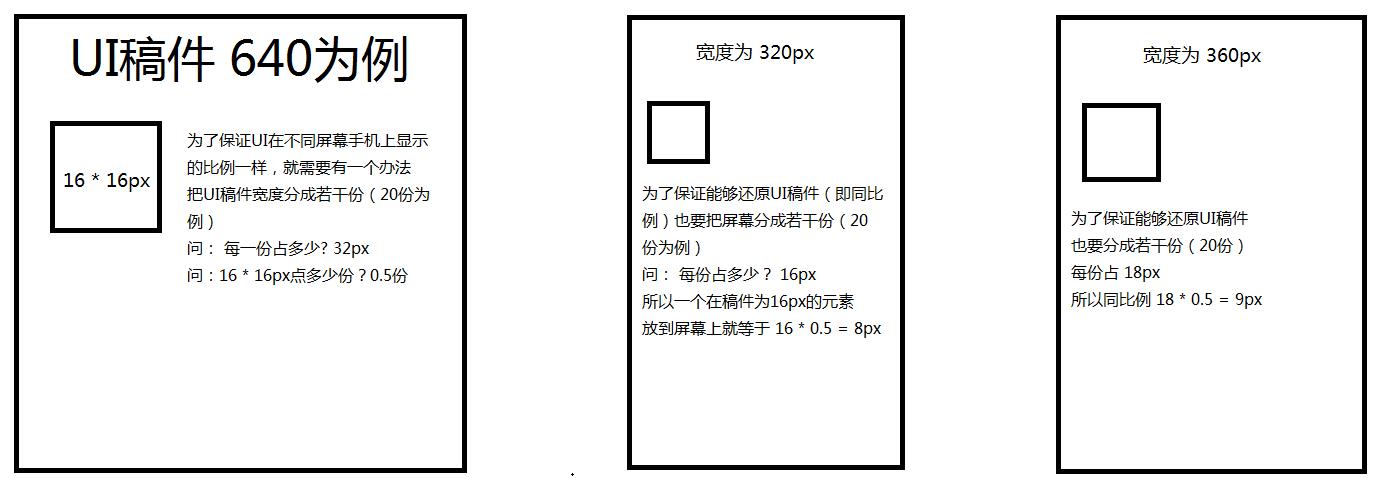 UI稿件 640为例
16 * 16px
为了保证UI在不同屏幕手机上显示
的比例一样，就需要有一个办法
把UI稿件宽度分成若干份（20份为
例）
问： 每一份占多少? 32px
问：16 * 16px点多少份？0.5份
宽度为 320px
为了保证能够还原UI稿件（即同比
例）也要把屏幕分成若干份（20
份为例）
问： 每份占多少？ 16px
所以一个在稿件为16px的元素
放到屏幕上就等于 16 * 0.5 = 8px
宽度为 360px
为了保证能够还原UI稿件
也要分成若干份（20份）
每份占 18px
所以同比例 18 * 0.5 = 9px